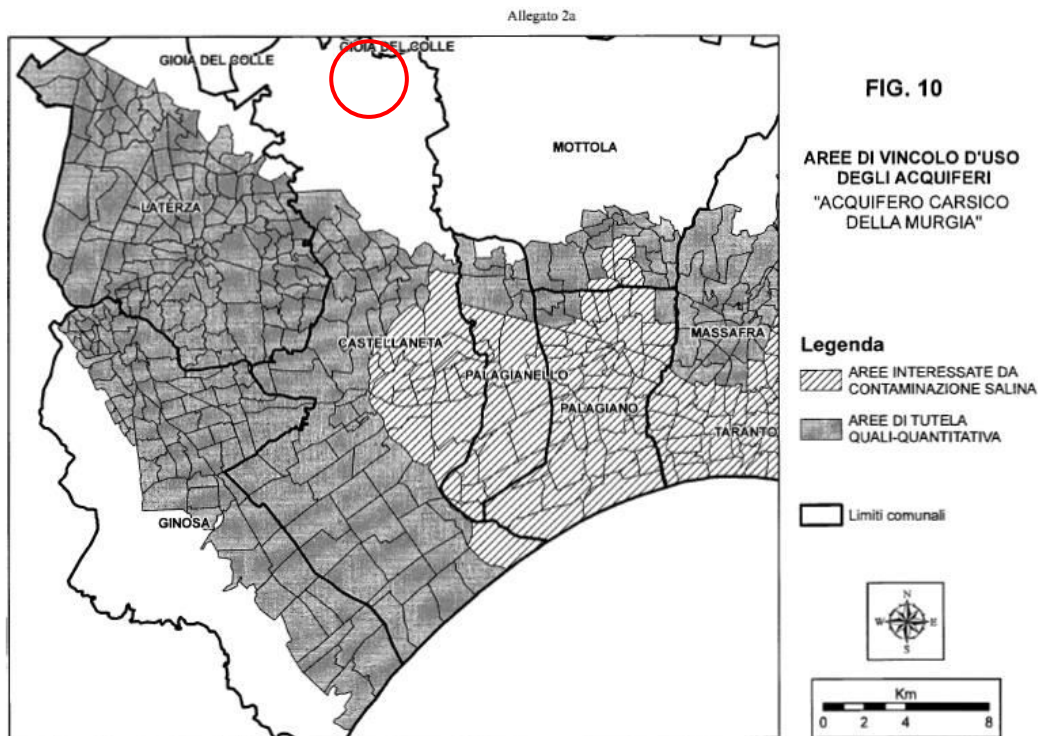 Allegato 2a
GIOIA DEL COLLE
GIOIA DEL COLLE
MOTTOLA
LATERZA
CASTELLANETA
PALAGIANELLO
PALAGIANO
MASSAFRA
TARANTO
GINOSA
FIG. 10
AREE DI VINCOLO D'USO
DEGLI ACQUIFERI
"ACQUIFERO CARSICO
DELLA MURGIA"
Legenda
AREE INTERESSATE DA
CONTAMINAZIONE SALINA
AREE DI TUTELA
QUALI-QUANTITATIVA
Limiti comunali
N
W E
S
Km
0 2 4 8